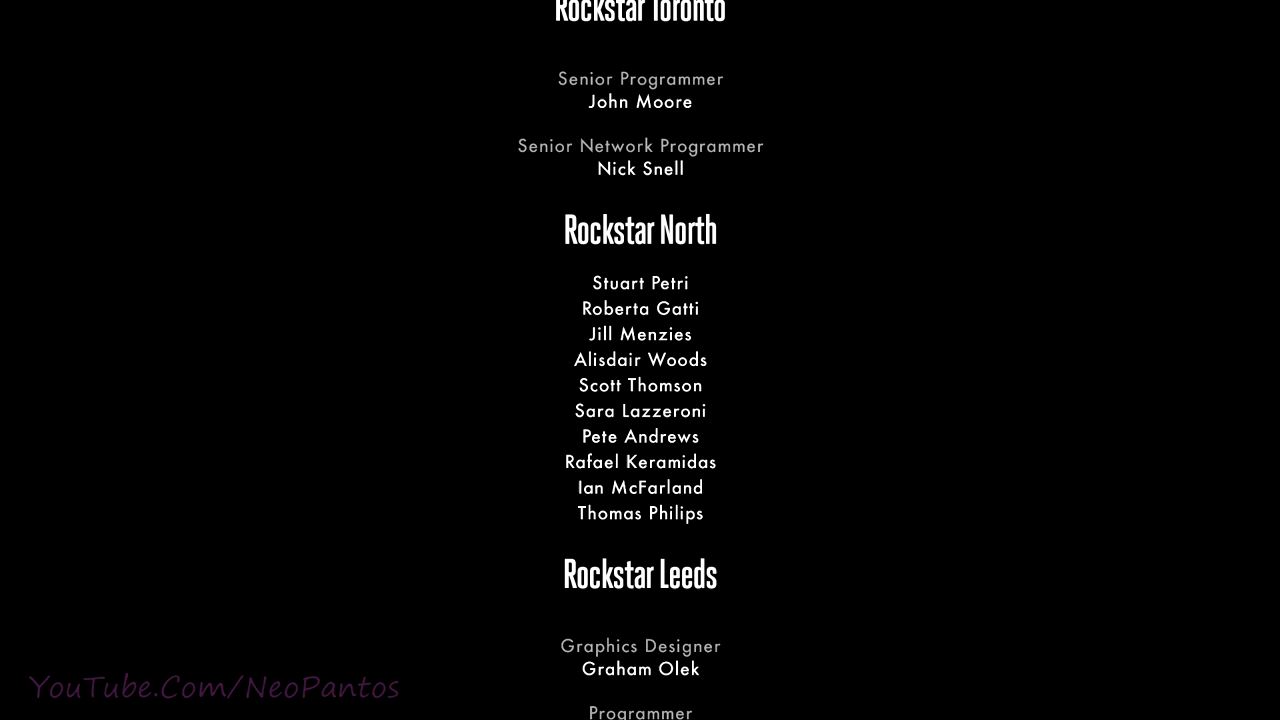 Rockstar Toronto
Senior Programmer
John Moore
Senior Network Programmer
Nick Snell
Rockstar North
Stuart Petri
Roberta Gatti
Jill Menzies
Alisdair Woods
Scott Thomson
Sara Lazzeroni
Pete Andrews
Rafael Keramidas
Ian McFarland
Thomas Philips
Rockstar Leeds
Graphics Designer
Graham Olek
YouTube.Com/NeoPantos
Programmer